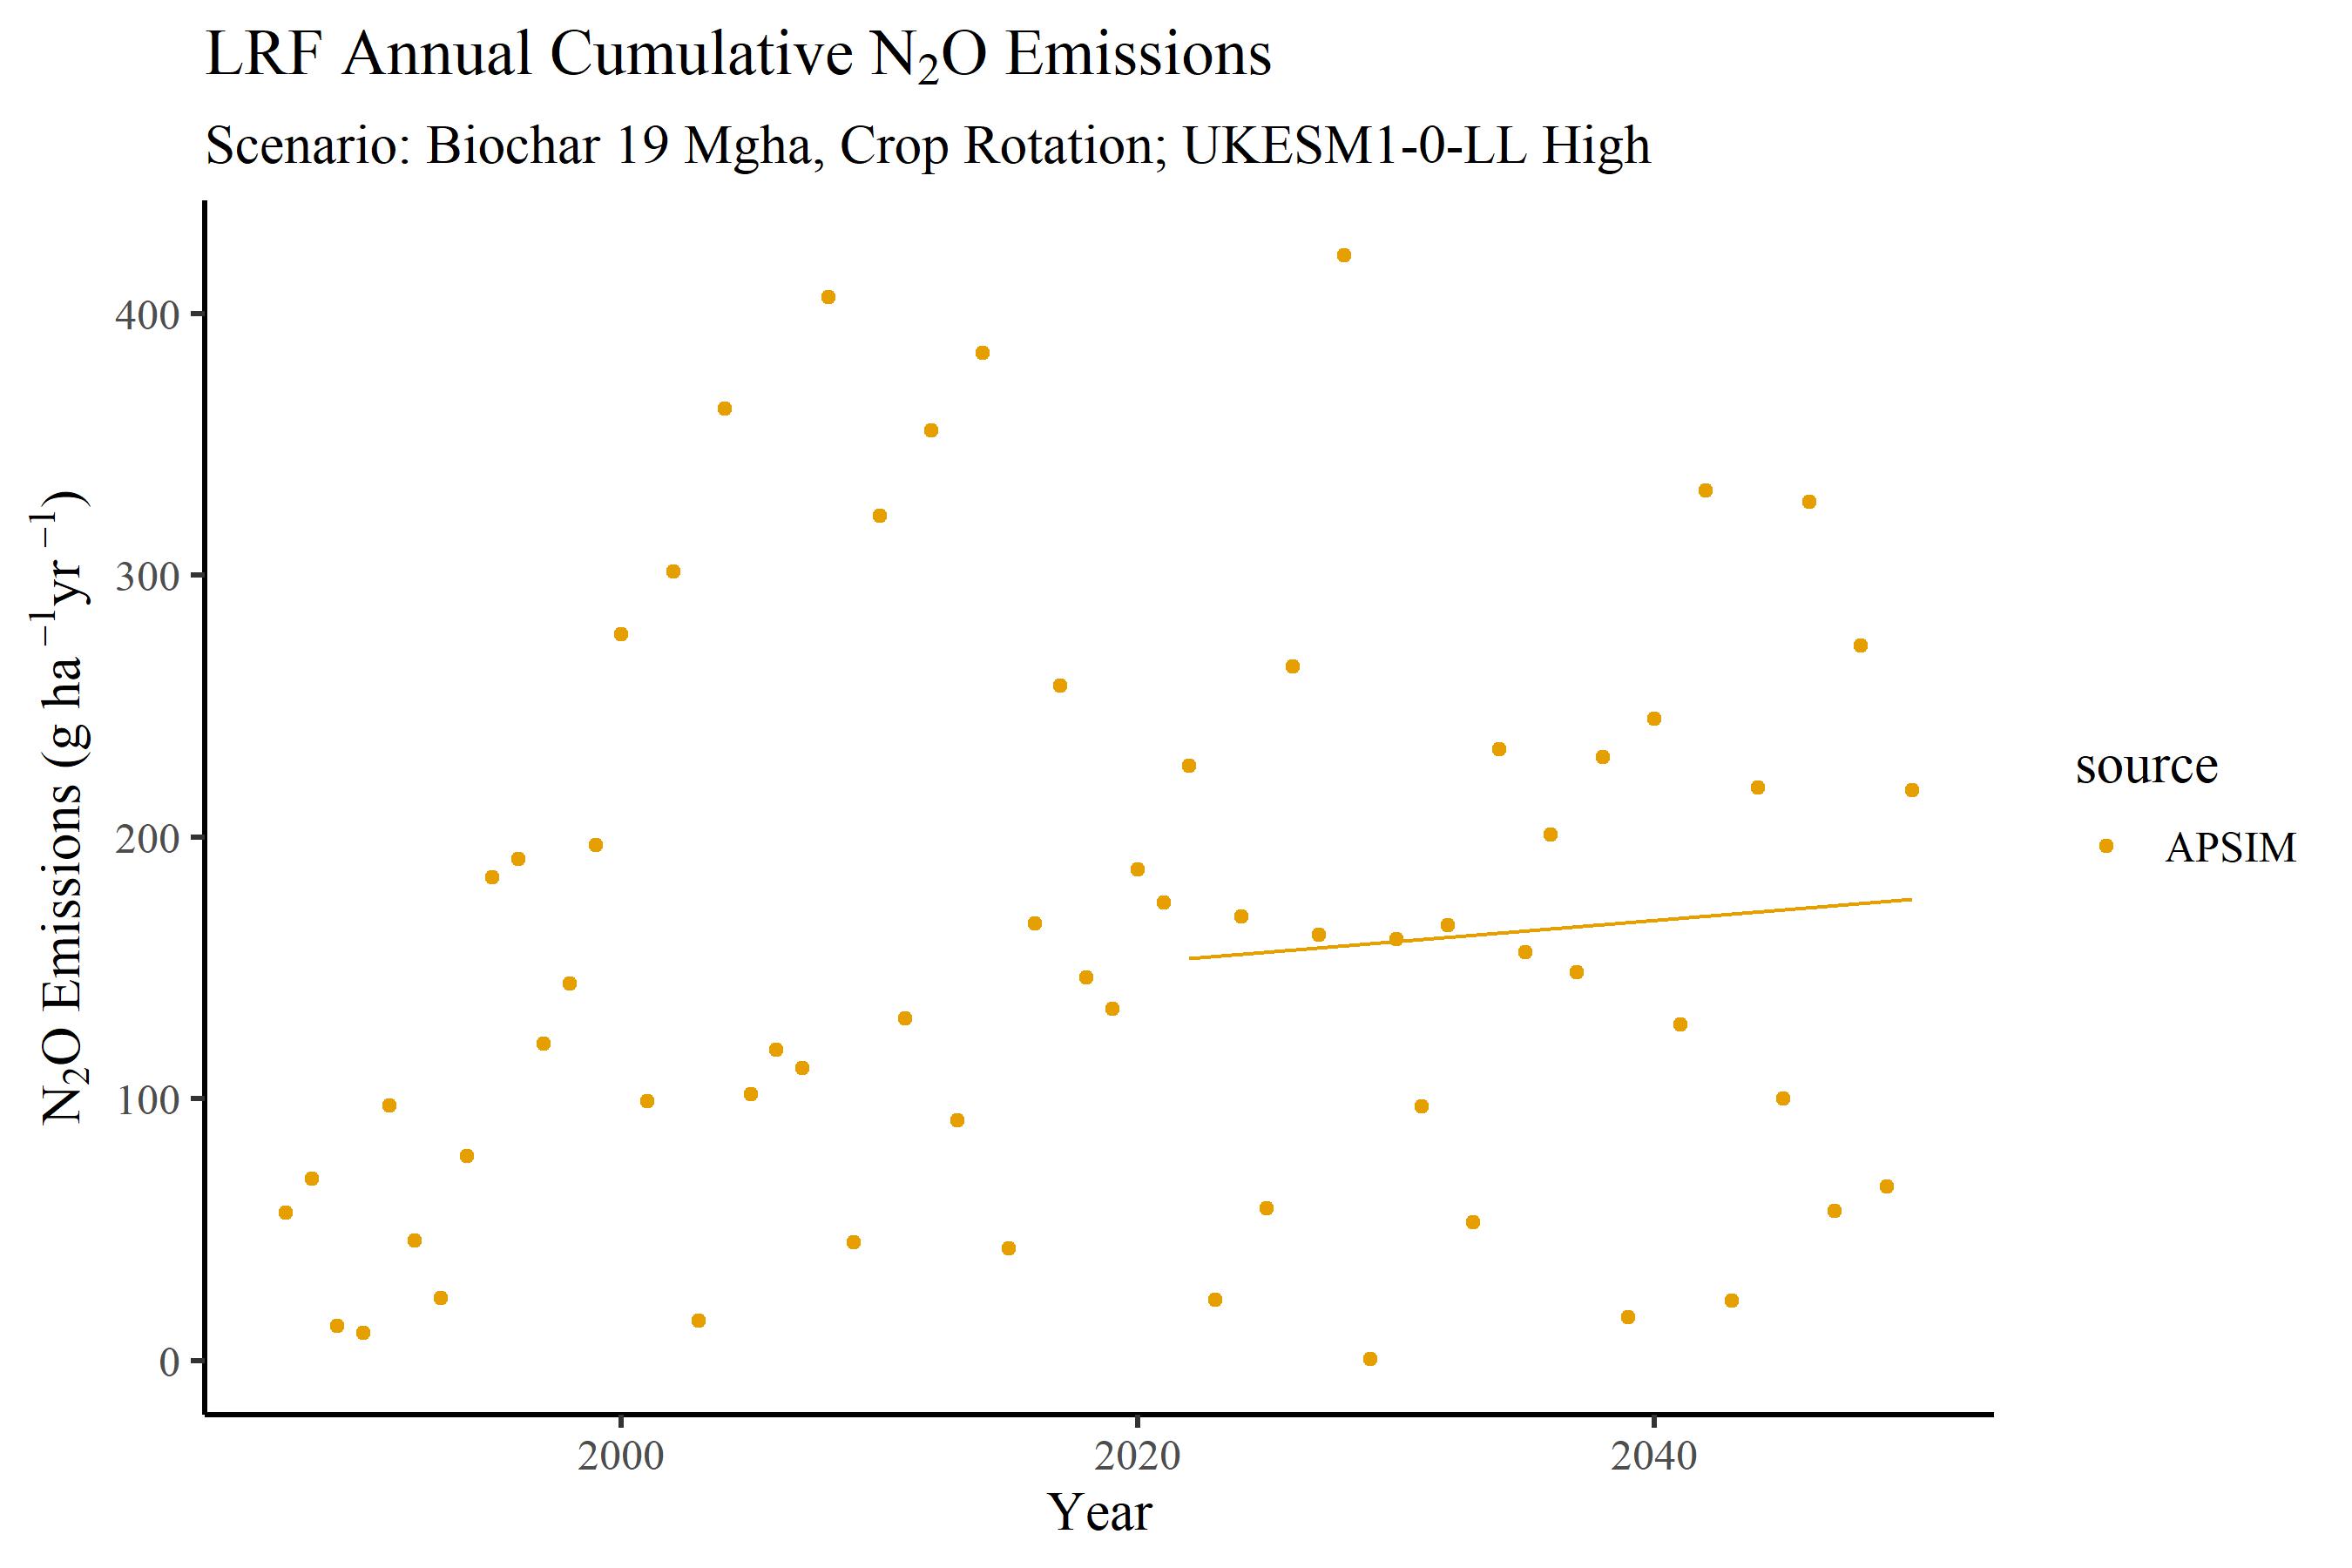 LRF Annual Cumulative N₂O Emissions
Scenario: Biochar 19 Mgha, Crop Rotation; UKESM1-0-LL High
N₂O Emissions (g ha ⁻¹yr ⁻¹)
400
300
200
100
0
2000 2020 2040
Year
source
APSIM